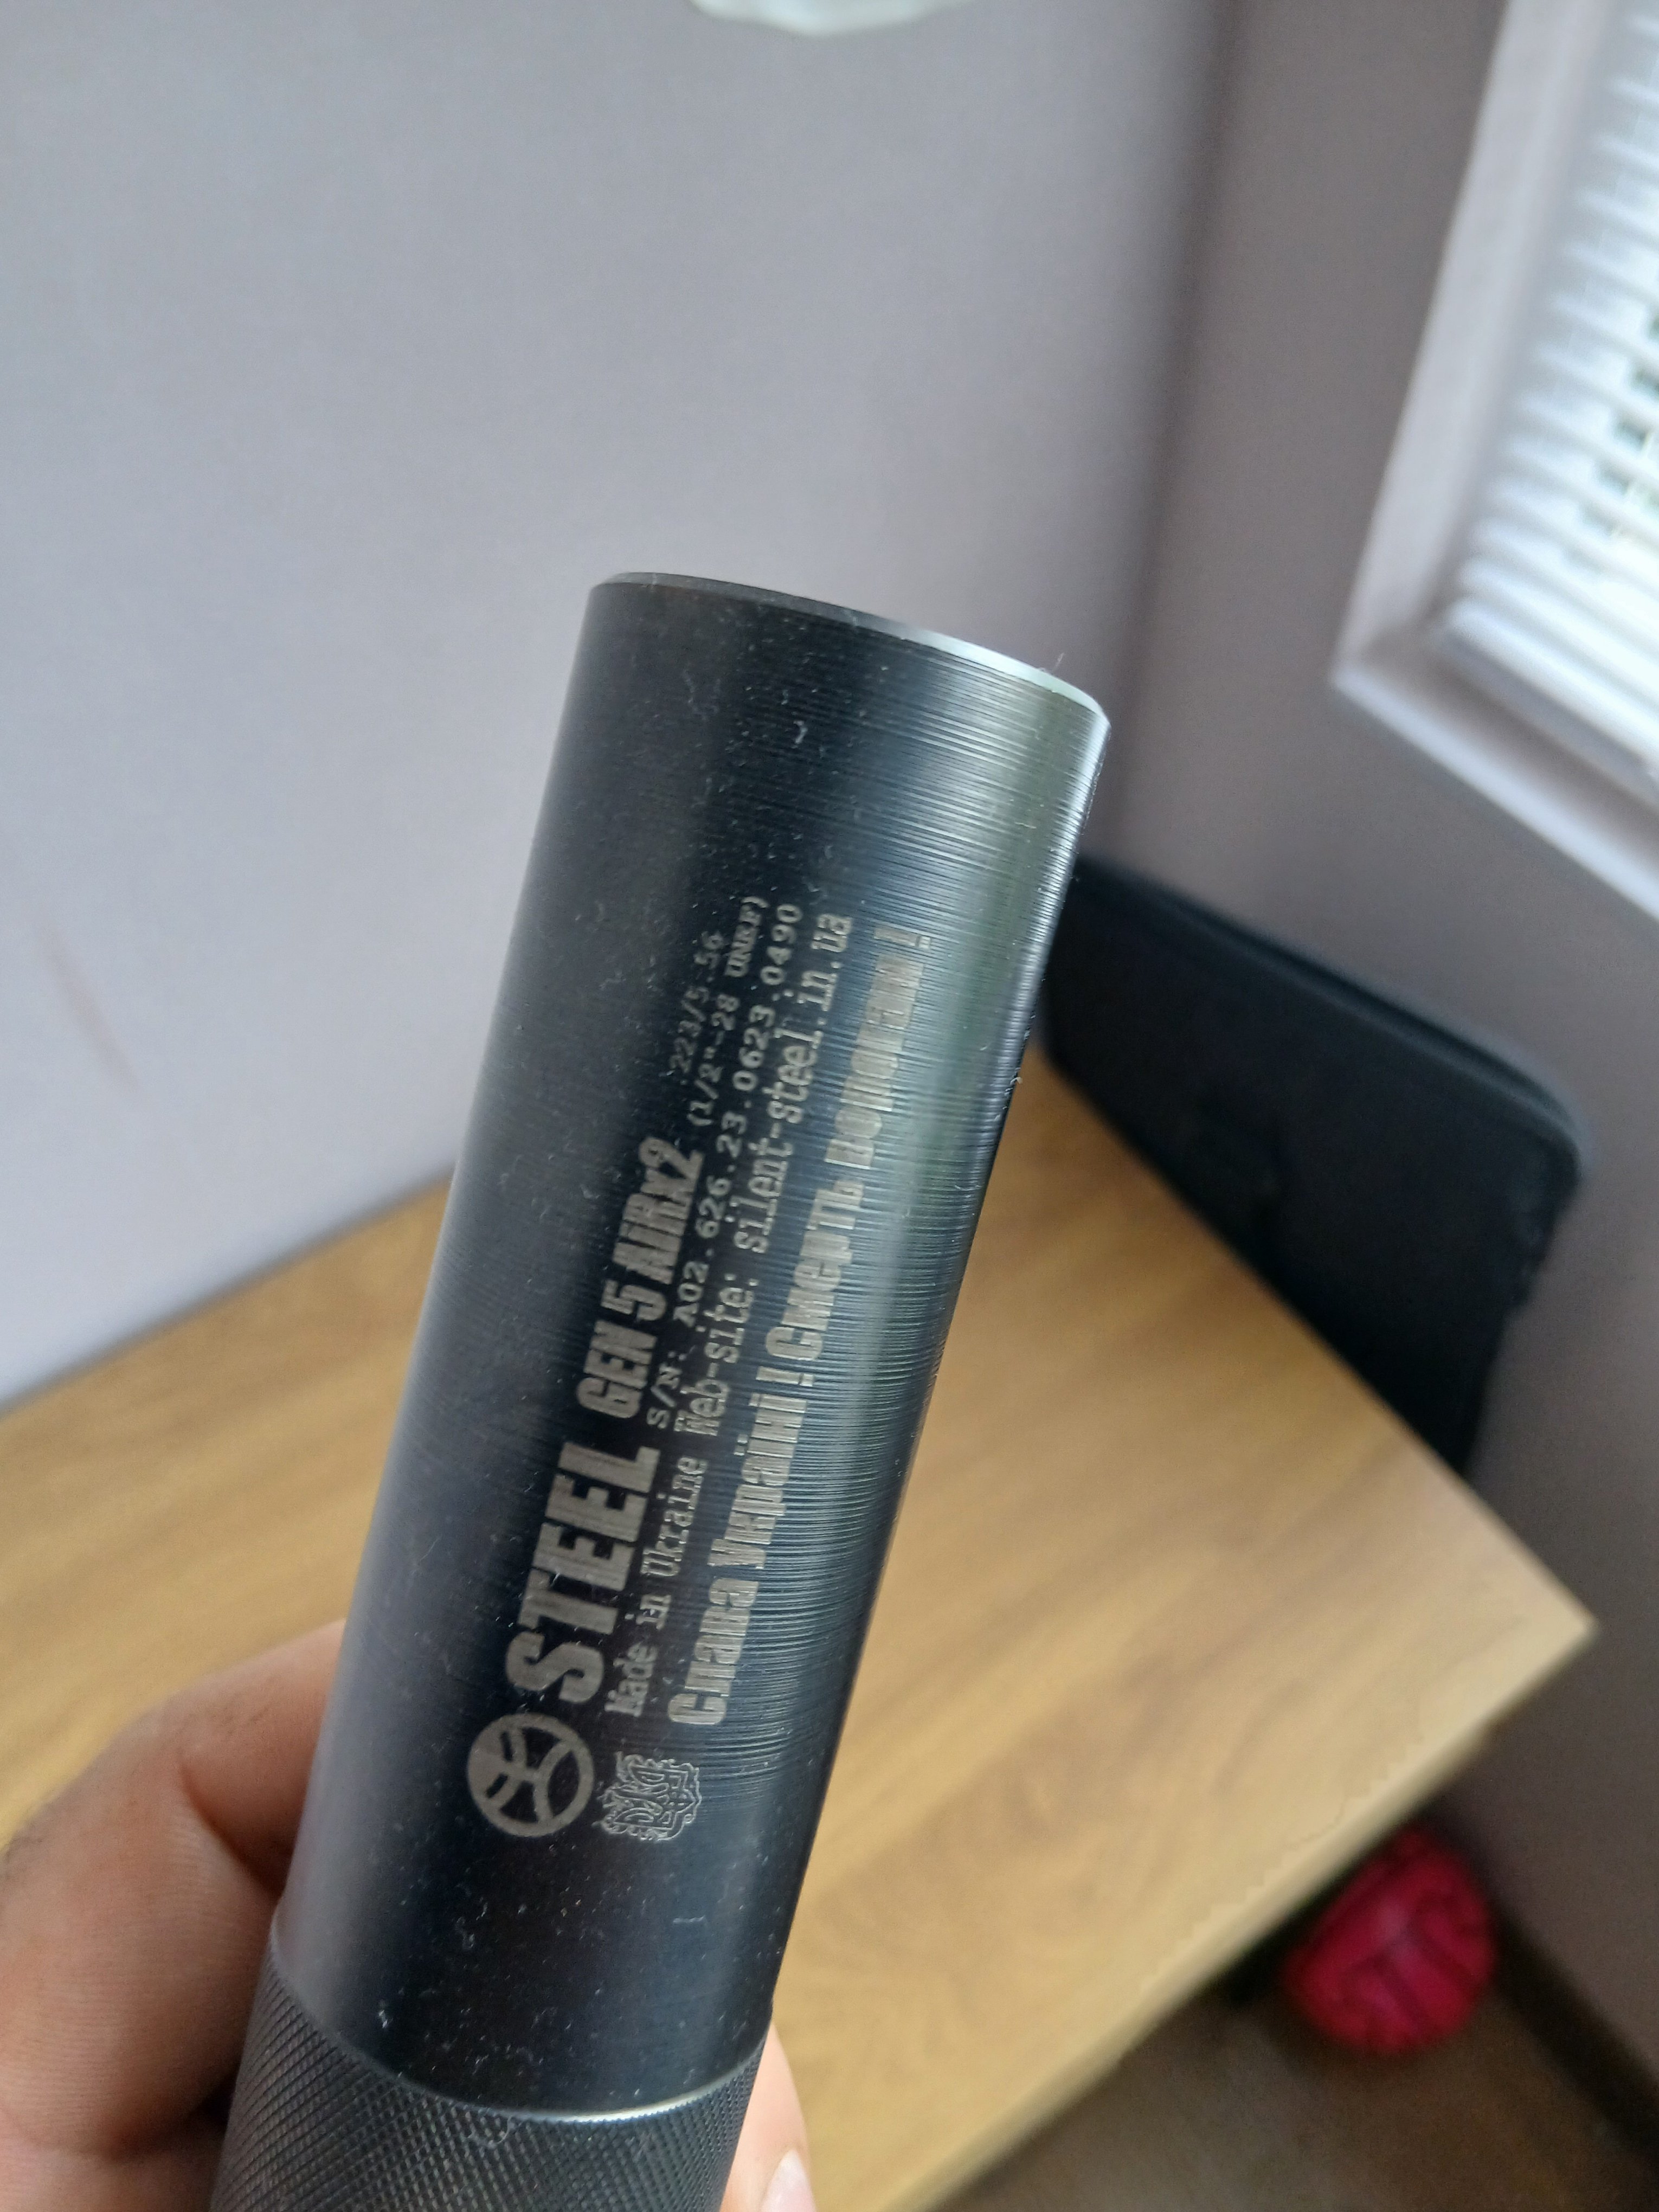 STEEL GEN 5 AIRx2 .223/5.56
(1/2"-28 UNEF)
Made in Ukraine S/N: A02.626.23.0623.0490
Web-site: silent-steel.in.ua
Слава Україні! Смерть ворогам!